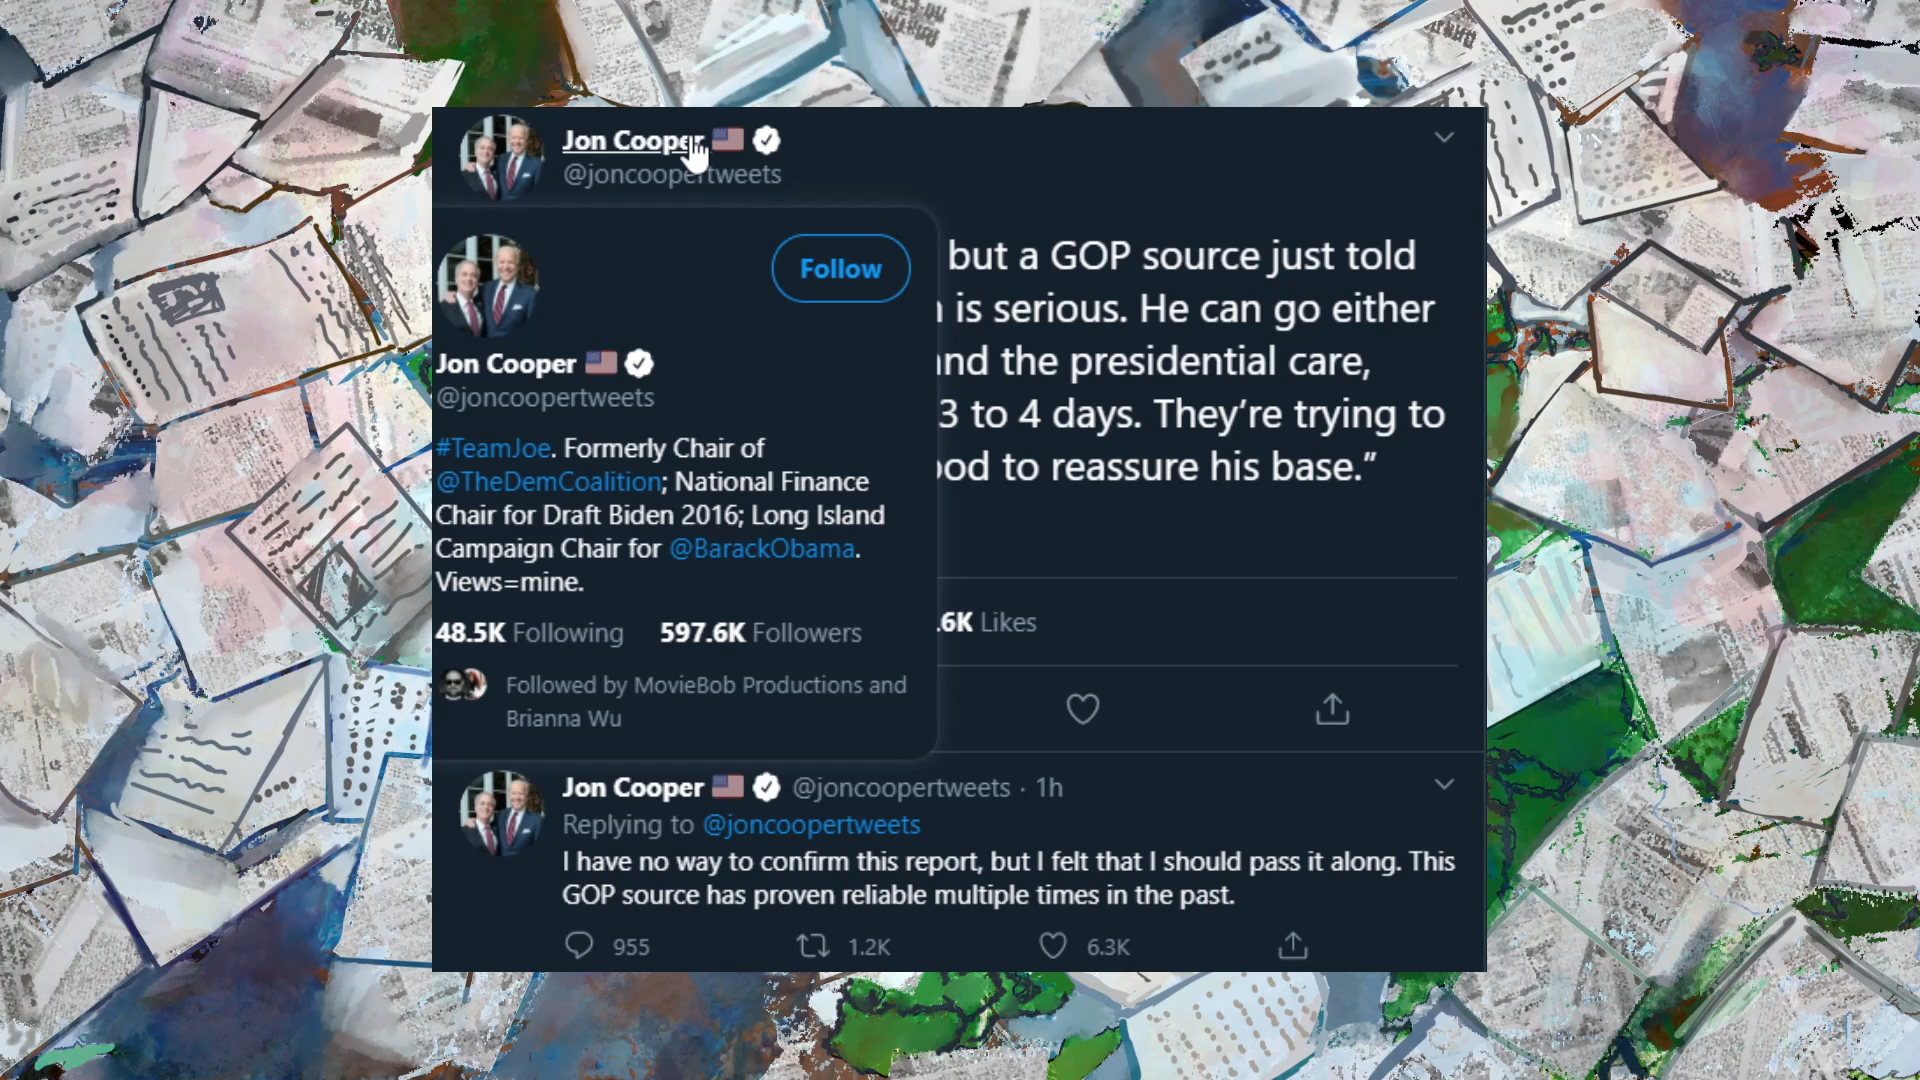 Jon Cooper
@joncoopertweets
Follow
Jon Cooper
@joncoopertweets
#TeamJoe. Formerly Chair of
@TheDemCoalition; National Finance
Chair for Draft Biden 2016; Long Island
Campaign Chair for @BarackObama.
Views=mine.
48.5K Following 597.6K Followers
Followed by MovieBob Productions and
Brianna Wu
but a GOP source just told
is serious. He can go either
the presidential care,
3 to 4 days. They’re trying to
to reassure his base.”
.6K Likes
Jon Cooper @joncoopertweets · 1h
Replying to @joncoopertweets
I have no way to confirm this report, but I felt that I should pass it along. This
GOP source has proven reliable multiple times in the past.
955 1.2K 6.3K